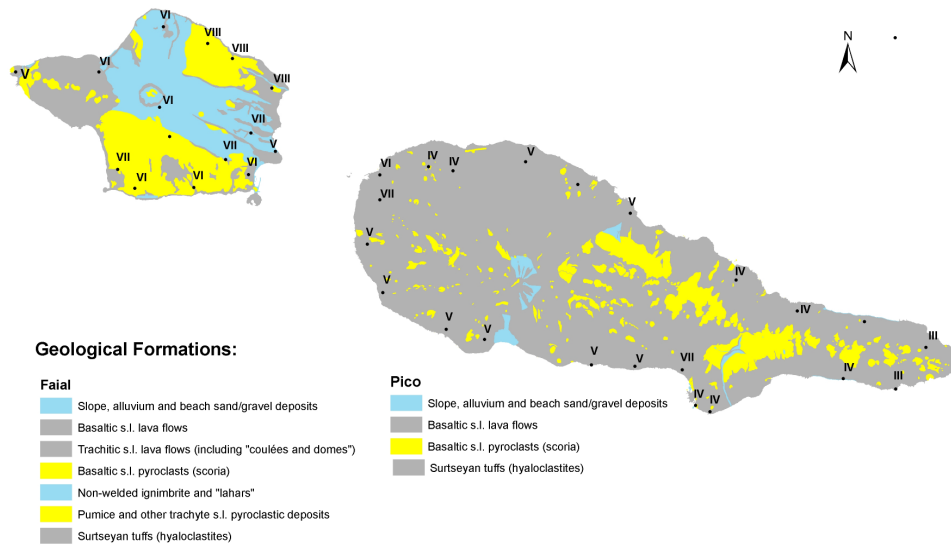 VI
VIII
VIII
N
VI
V
VIII
VI
VII
V
VII
VII
VI
VI
VI
IV
IV
V
VI
VII
V
V
IV
V
IV
V
V
III
V
V
VII
IV
III
IV
IV
Geological Formations:
Faial
Slope, alluvium and beach sand/gravel deposits
Basaltic s.l. lava flows
Trachitic s.l. lava flows (including "coulées and domes")
Basaltic s.l. pyroclasts (scoria)
Non-welded ignimbrite and "lahars"
Pumice and other trachyte s.l. pyroclastic deposits
Surtseyan tuffs (hyaloclastites)
Pico
Slope, alluvium and beach sand/gravel deposits
Basaltic s.l. lava flows
Basaltic s.l. pyroclasts (scoria)
Surtseyan tuffs (hyaloclastites)